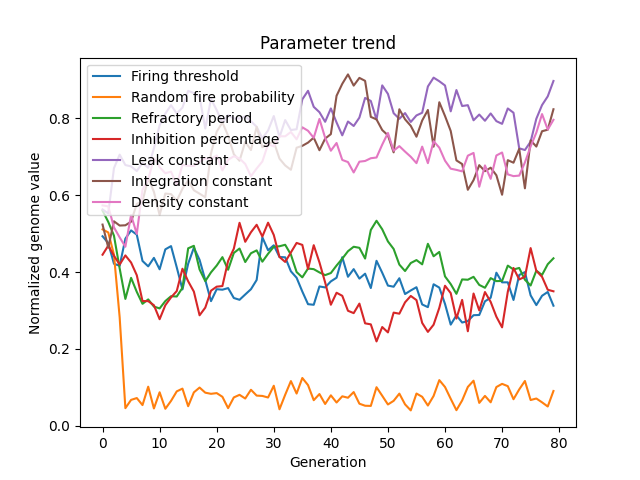 Parameter trend
Firing threshold
Random fire probability
Refractory period
Inhibition percentage
Leak constant
Integration constant
Density constant
Normalized genome value
0.8
0.6
0.4
0.2
0.0
0 10 20 30 40 50 60 70 80
Generation